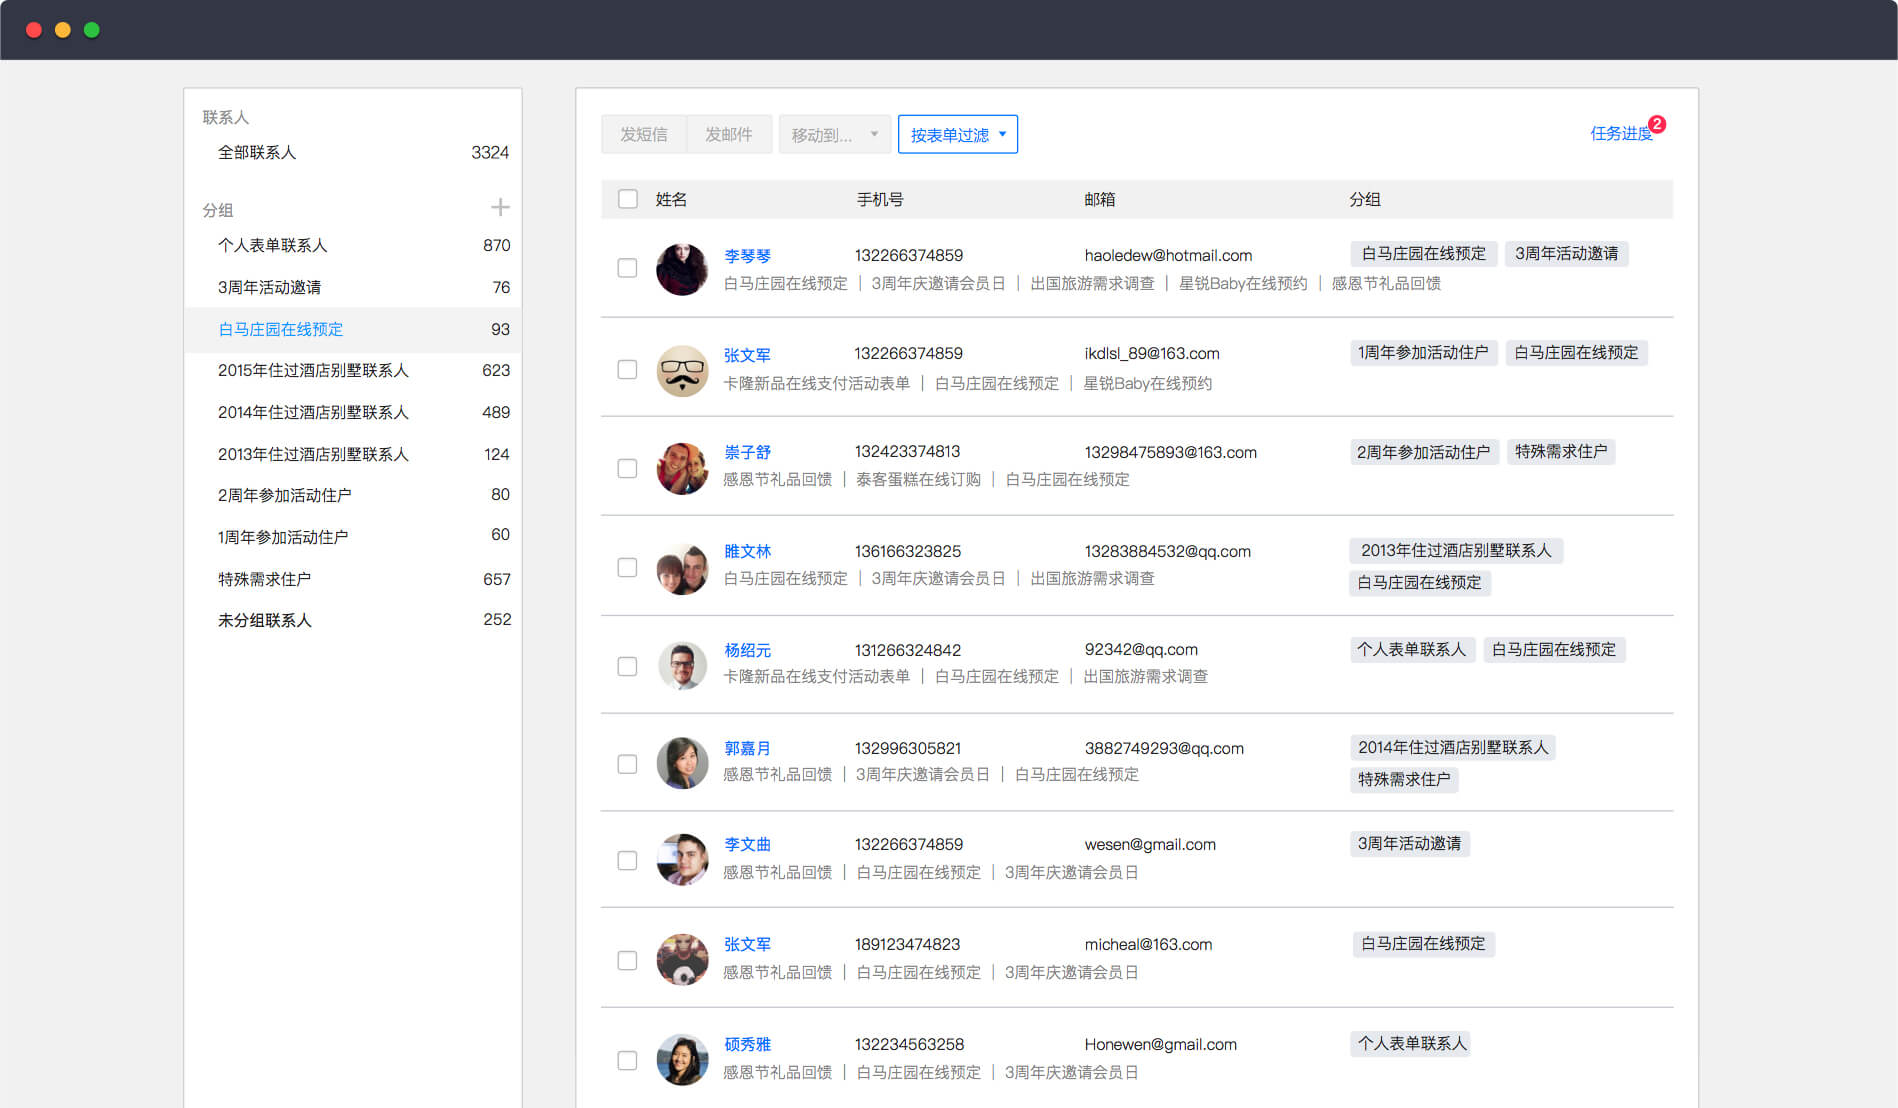 联系人
全部联系人 3324
分组 +
个人表单联系人 870
3周年活动邀请 76
白马庄园在线预定 93
2015年住过酒店别墅联系人 623
2014年住过酒店别墅联系人 489
2013年住过酒店别墅联系人 124
2周年参加活动住户 80
1周年参加活动住户 60
特殊需求住户 657
未分组联系人 252
发短信 发邮件 移动到... 按表单过滤 任务进度 2
姓名 手机号 邮箱 分组
李琴琴 132266374859 haoledew@hotmail.com 白马庄园在线预定 3周年活动邀请
白马庄园在线预定 | 3周年庆邀请会员日 | 出国旅游需求调查 | 星锐Baby在线预约 | 感恩节礼品回馈
张文军 132266374859 ikdlsl_89@163.com 1周年参加活动住户 白马庄园在线预定
卡隆新品在线支付活动表单 | 白马庄园在线预定 | 星锐Baby在线预约
崇子舒 132423374813 13298475893@163.com 2周年参加活动住户 特殊需求住户
感恩节礼品回馈 | 泰客蛋糕在线订购 | 白马庄园在线预定
睢文林 136166323825 13283884532@qq.com 2013年住过酒店别墅联系人
白马庄园在线预定 | 3周年庆邀请会员日 | 出国旅游需求调查 白马庄园在线预定
杨绍元 131266324842 92342@qq.com 个人表单联系人 白马庄园在线预定
卡隆新品在线支付活动表单 | 白马庄园在线预定 | 出国旅游需求调查
郭嘉月 132996305821 3882749293@qq.com 2014年住过酒店别墅联系人
感恩节礼品回馈 | 3周年庆邀请会员日 | 白马庄园在线预定 特殊需求住户
李文曲 132266374859 wesen@gmail.com 3周年活动邀请
感恩节礼品回馈 | 白马庄园在线预定 | 3周年庆邀请会员日
张文军 189123474823 micheal@163.com 白马庄园在线预定
感恩节礼品回馈 | 白马庄园在线预定 | 3周年庆邀请会员日
硕秀雅 132234563258 Honewen@gmail.com 个人表单联系人
感恩节礼品回馈 | 白马庄园在线预定 | 3周年庆邀请会员日